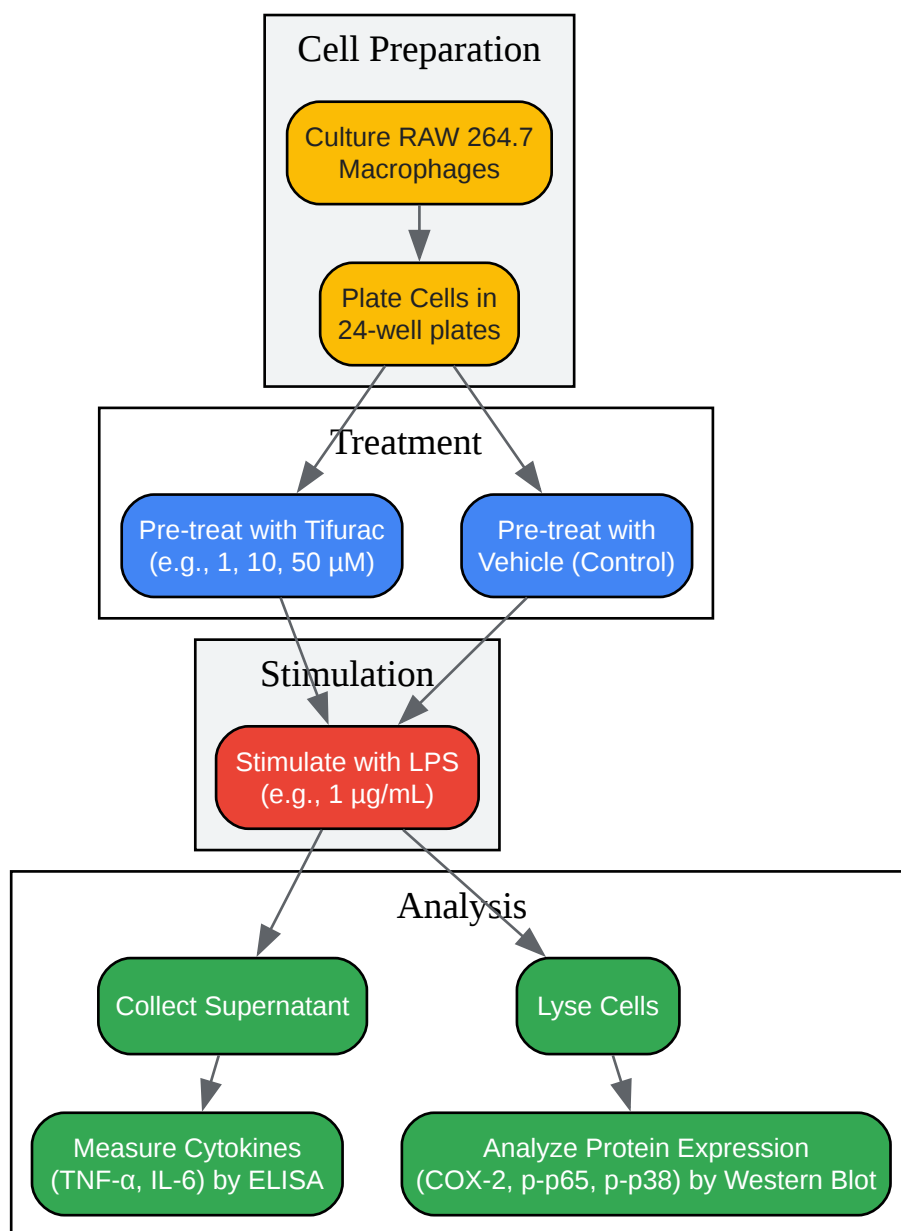 Cell Preparation
Culture RAW 264.7
Macrophages
Plate Cells in
24-well plates
Treatment
Pre-treat with Tifurac
(e.g., 1, 10, 50 µM)
Pre-treat with
Vehicle (Control)
Stimulation
Stimulate with LPS
(e.g., 1 µg/mL)
Analysis
Collect Supernatant
Lyse Cells
Measure Cytokines
(TNF-α, IL-6) by ELISA
Analyze Protein Expression
(COX-2, p-p65, p-p38) by Western Blot